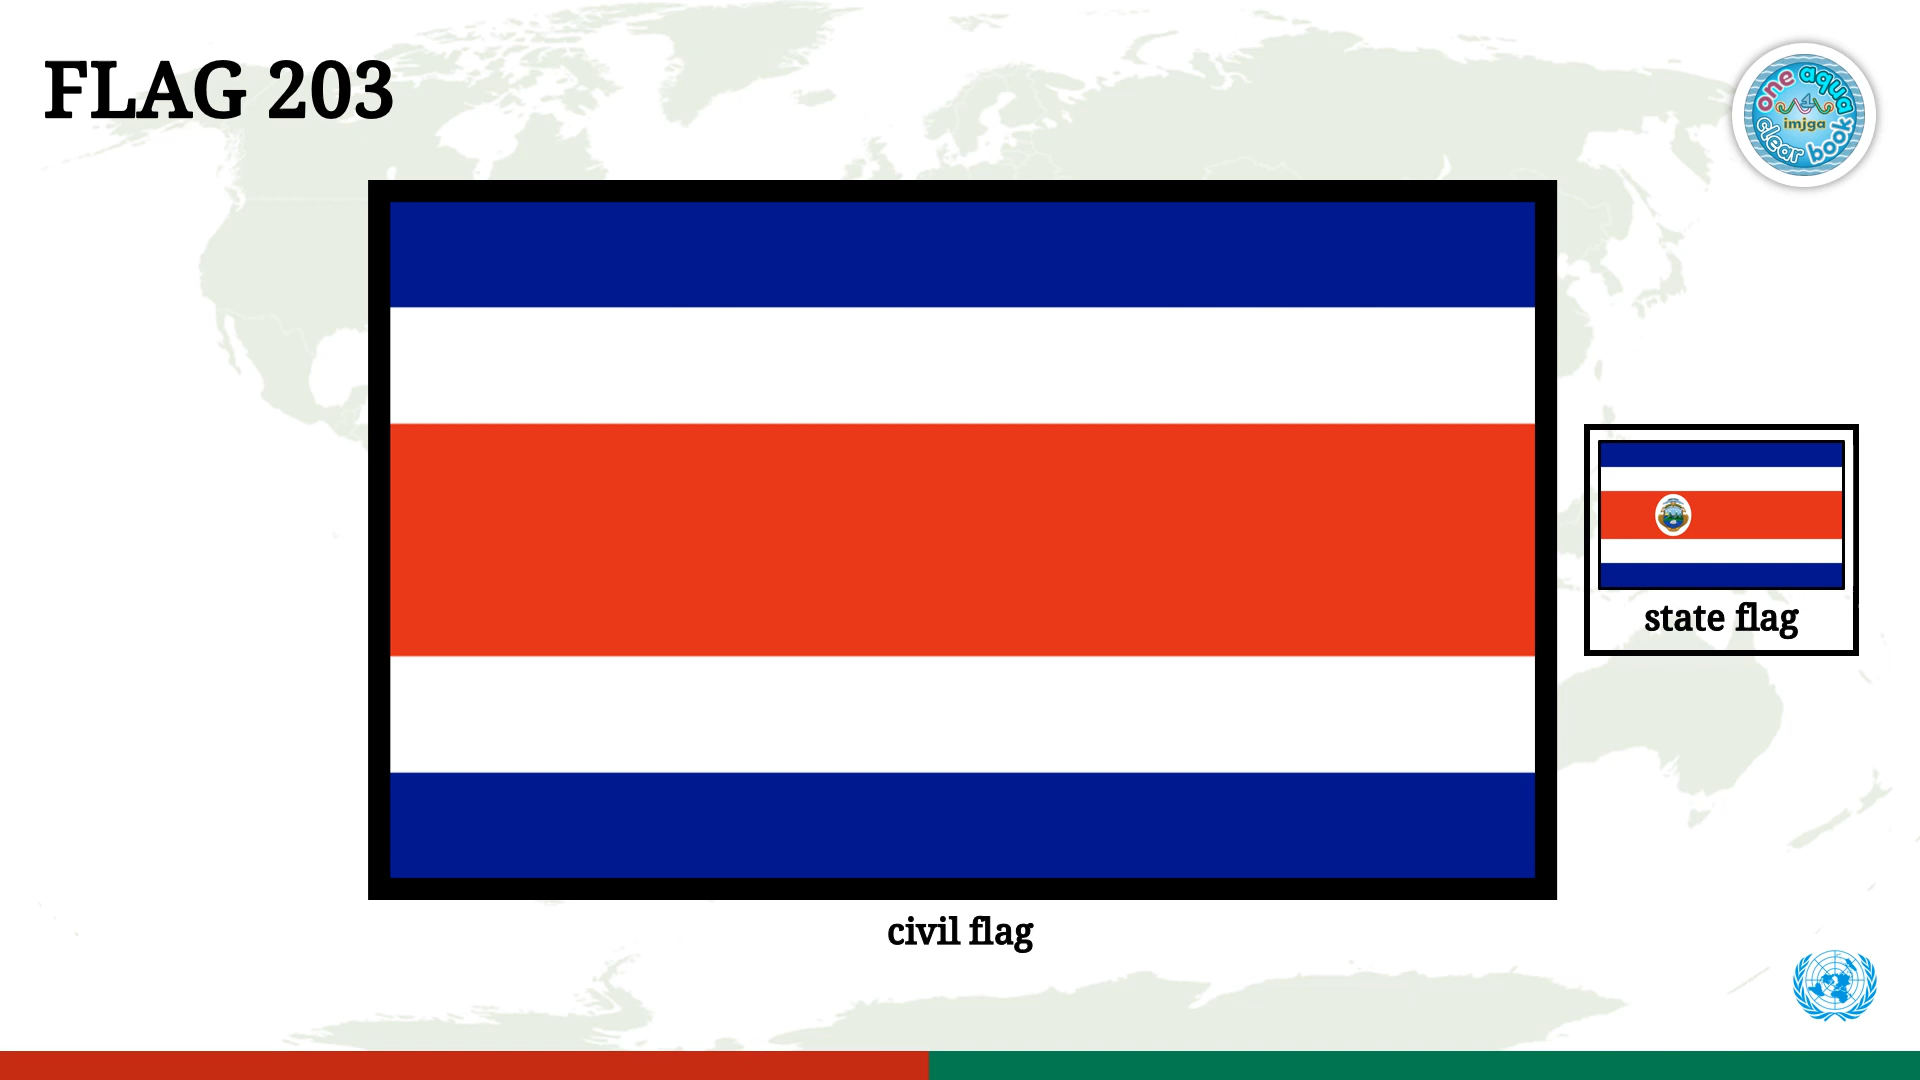 FLAG 203
one aqua
imjga
clear book
state flag
civil flag